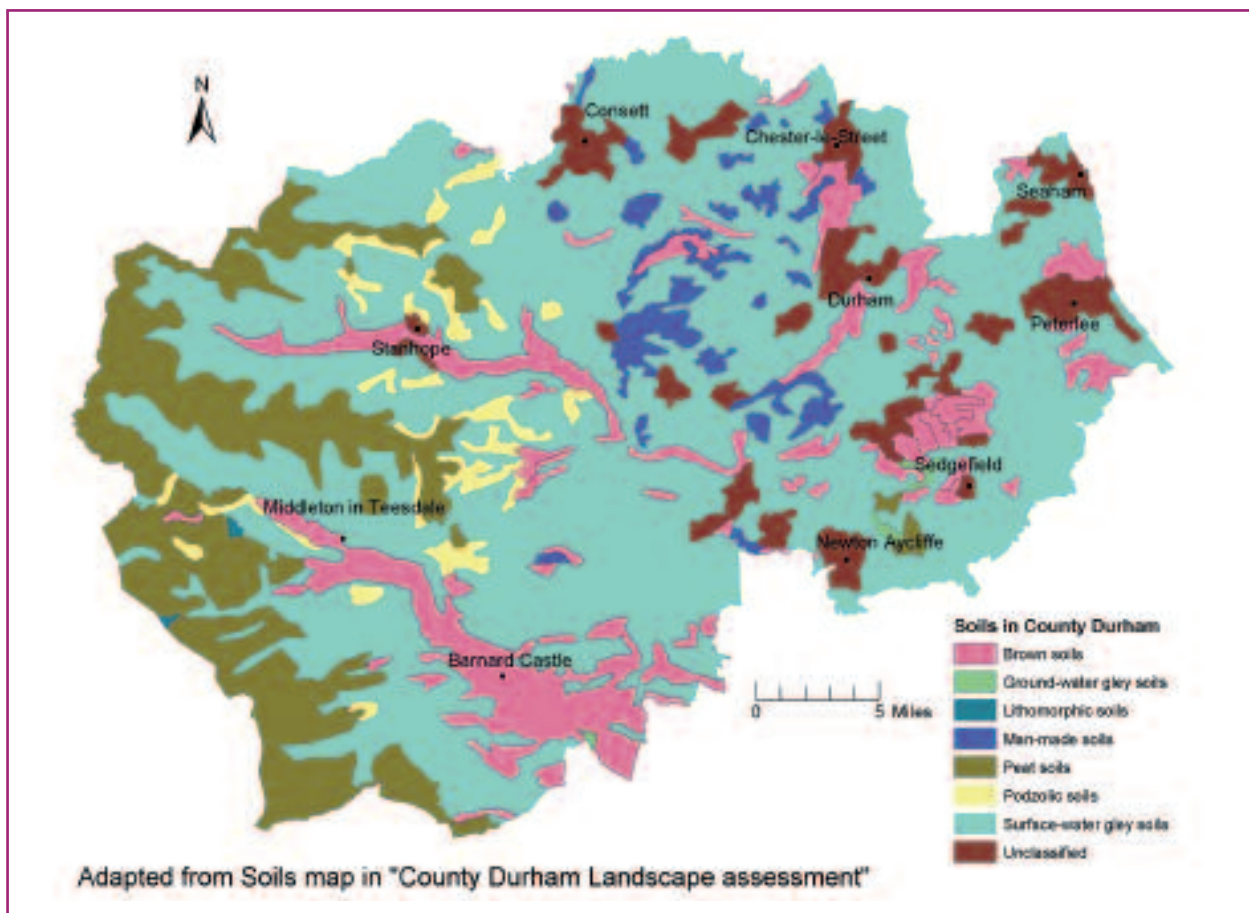 N
Consett
Chester-le-Street
Seaham
Durham
Peterlee
Stanhope
Sedgefield
Middleton in Teesdale
Newton Aycliffe
Barnard Castle
Soils in County Durham
Brown soils
Ground-water gley soils
Lithomorphic soils
Man-made soils
Peat soils
Podzolic soils
Surface-water gley soils
Unclassified
0 5 Miles
Adapted from Soils map in "County Durham Landscape assessment"